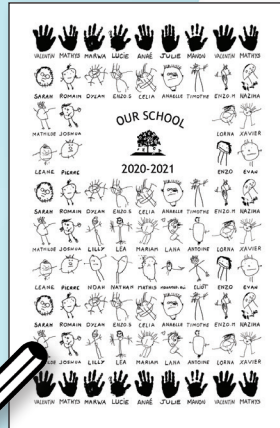 VALENTIN MATHYS MARWA LUCIE ANAÉ JULIE MANON VALENTIN MATHYS
SARAH ROMAIN DYLAN ENZO.S CELIA ANAELLE TIMOTHE ENZO.M NAZIMA
OUR SCHOOL
MATHILDE JOSHUA LORNA XAVIER
2020-2021
LEANE PIERRE ENZO EVAN
SARAH ROMAIN DYLAN ENZO.S CELIA ANAELLE TIMOTHE ENZO.M NAZIMA
MATHILDE JOSHUA LILLY LÉA MARIAM LANA ANTOINE LORNA XAVIER
LEANE PIERRE NOAH NATHAN MATHIS ELIOT ENZO EVAN
SARAH ROMAIN DYLAN ENZO.S CELIA ANAELLE TIMOTHE ENZO.M NAZIMA
JOSHUA LILLY LÉA MARIAM LANA ANTOINE LORNA XAVIER
VALENTIN MATHYS MARWA LUCIE ANAÉ JULIE MANON VALENTIN MATHYS